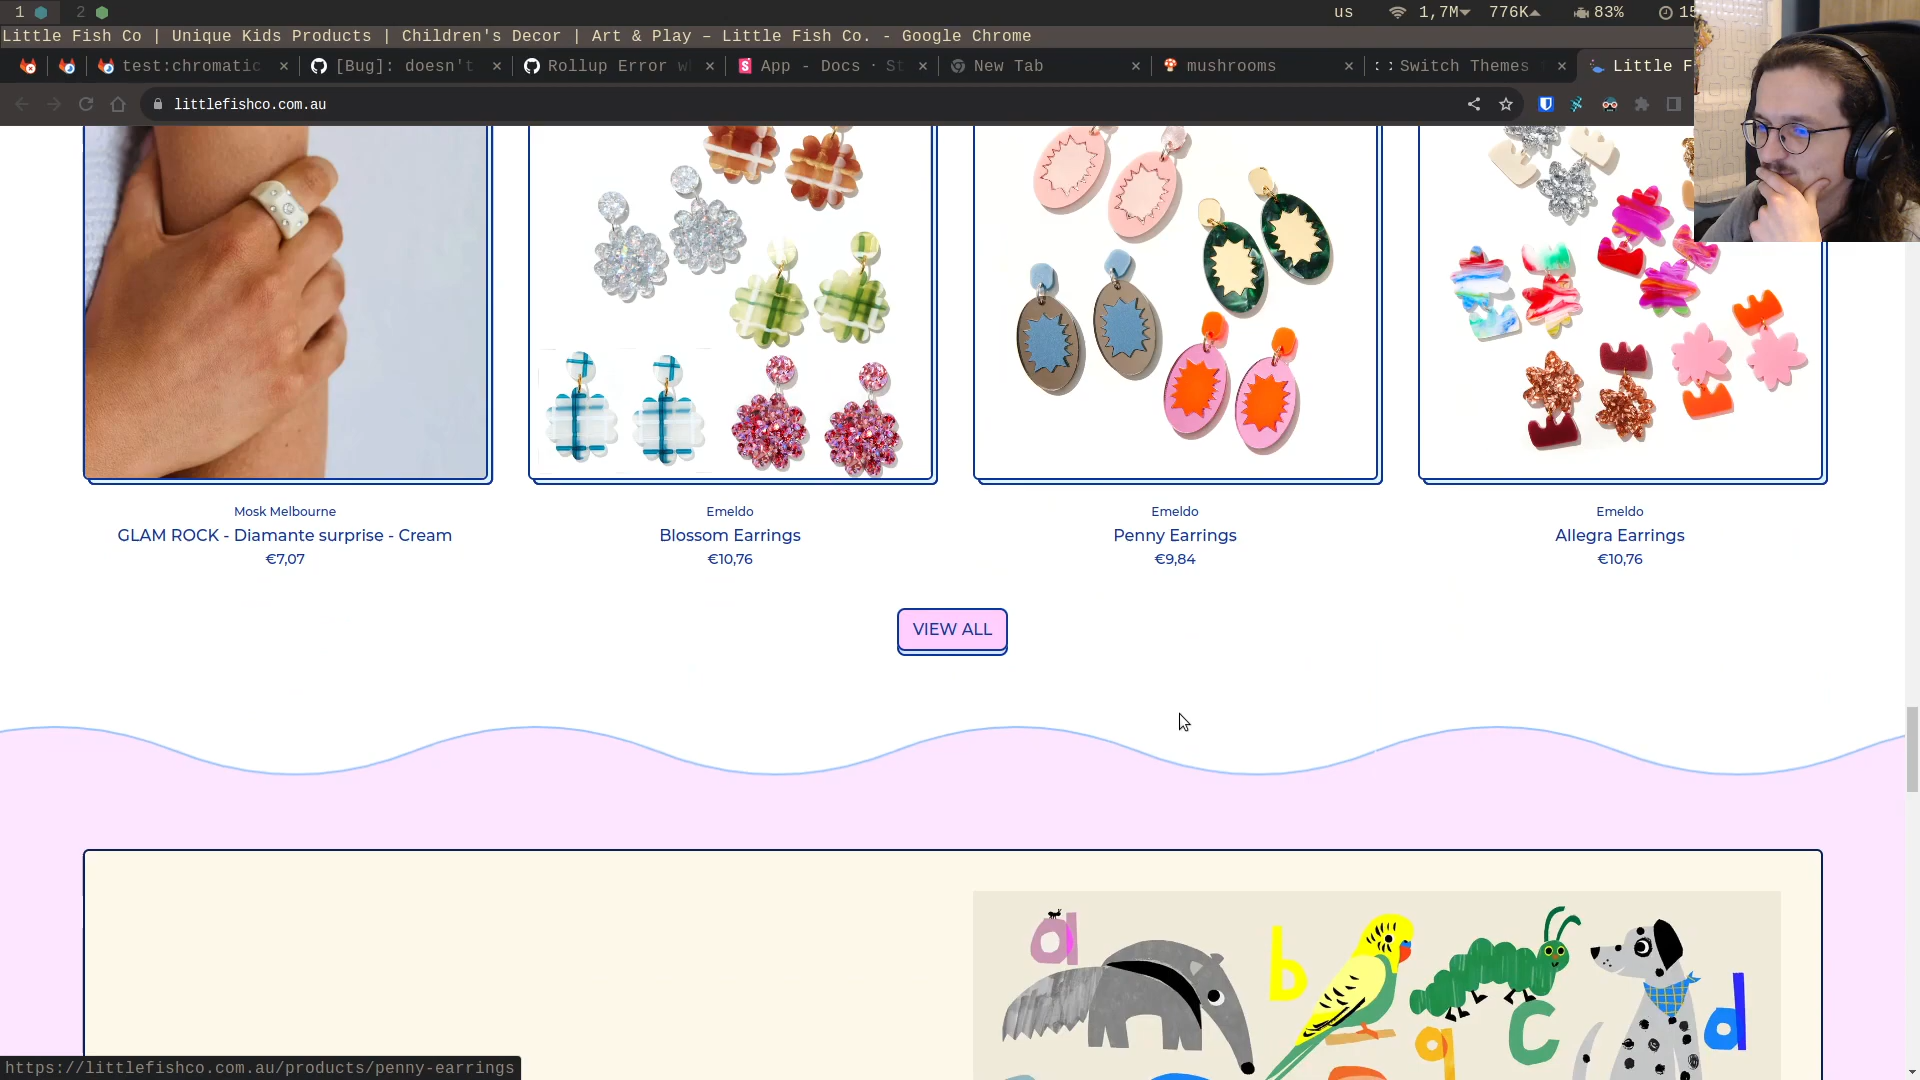 1 2 us 1,7M 776K 83% 15
Little Fish Co | Unique Kids Products | Children's Decor | Art & Play – Little Fish Co. - Google Chrome
test:chromatic × [Bug]: doesn't × Rollup Error w × App - Docs · St × New Tab × mushrooms × Switch Themes × Little F
littlefishco.com.au
Mosk Melbourne
GLAM ROCK - Diamante surprise - Cream
€7,07
Emeldo
Blossom Earrings
€10,76
Emeldo
Penny Earrings
€9,84
Emeldo
Allegra Earrings
€10,76
VIEW ALL
a b c d
https://littlefishco.com.au/products/penny-earrings